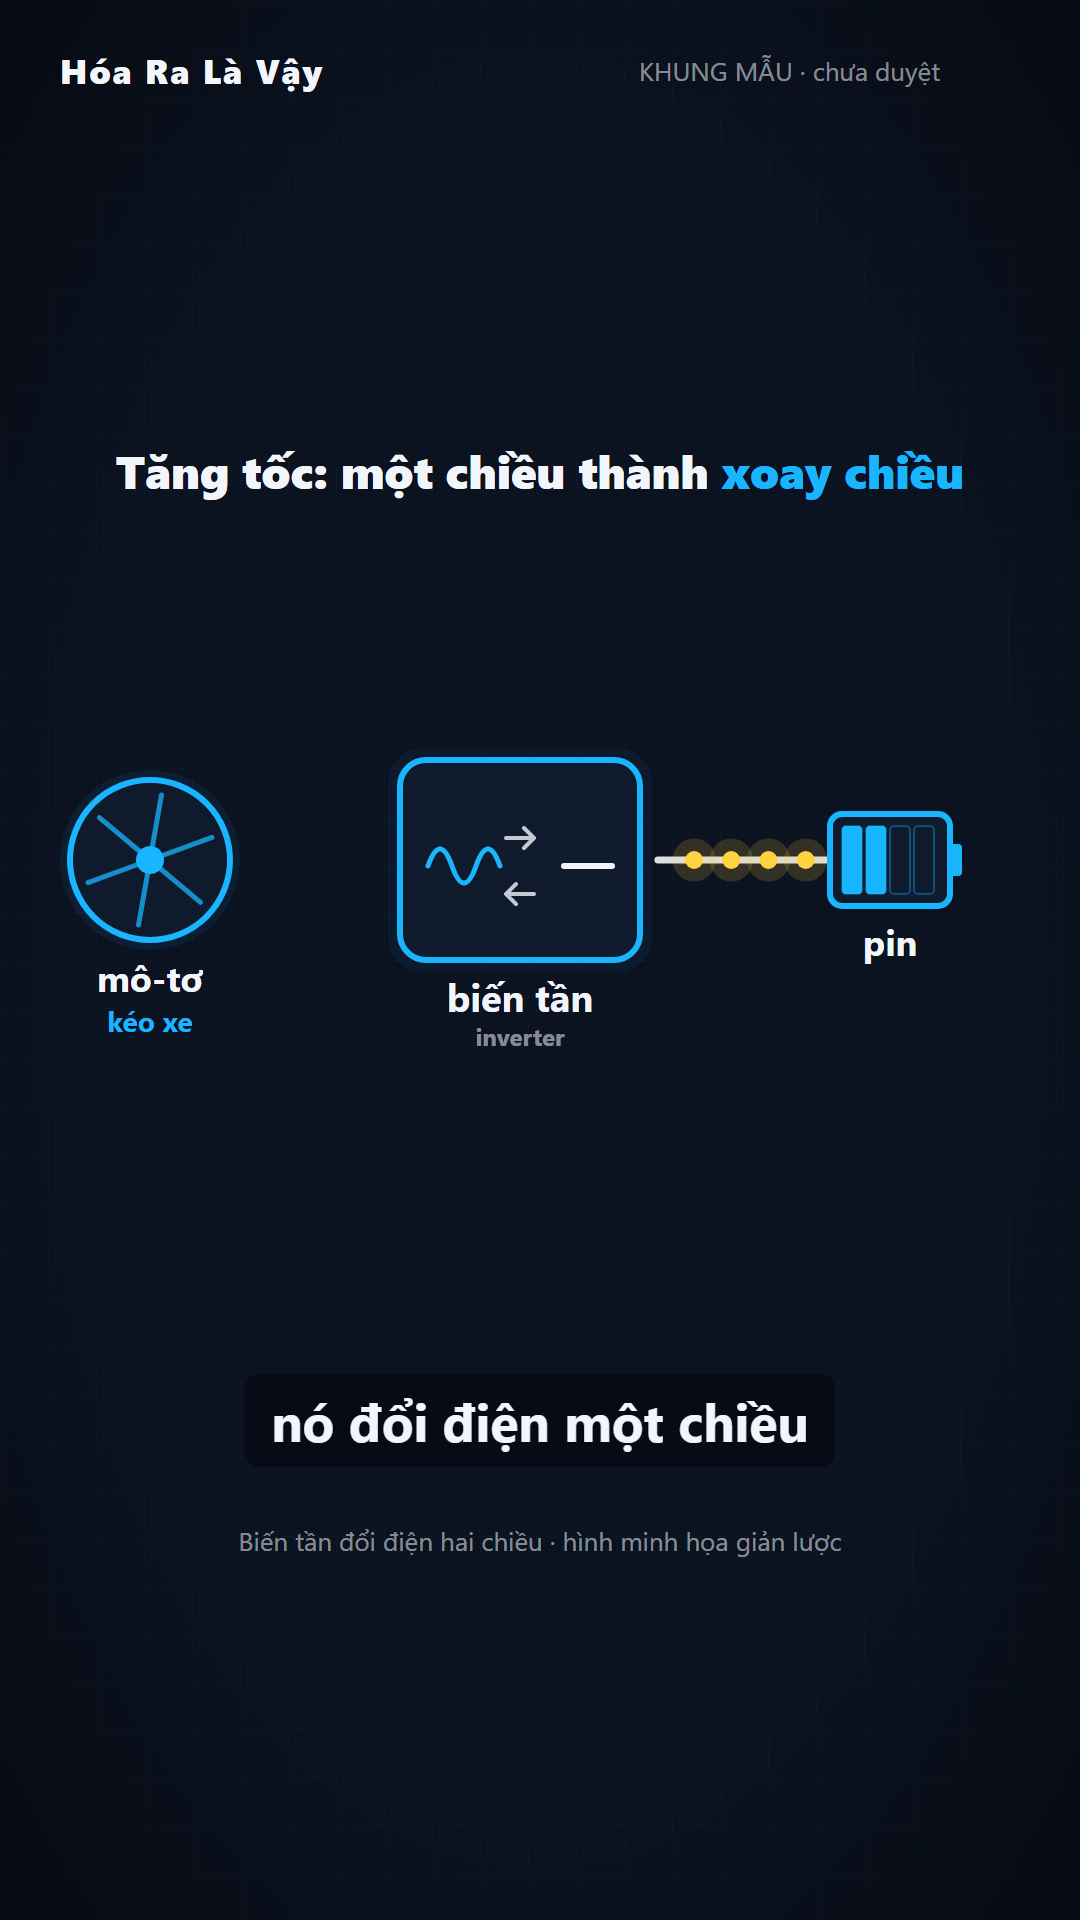 Hóa Ra Là Vậy
KHUNG MẪU · chưa duyệt
Tăng tốc: một chiều thành xoay chiều
mô-tơ
kéo xe
biến tần
inverter
pin
nó đổi điện một chiều
Biến tần đổi điện hai chiều · hình minh họa giản lược